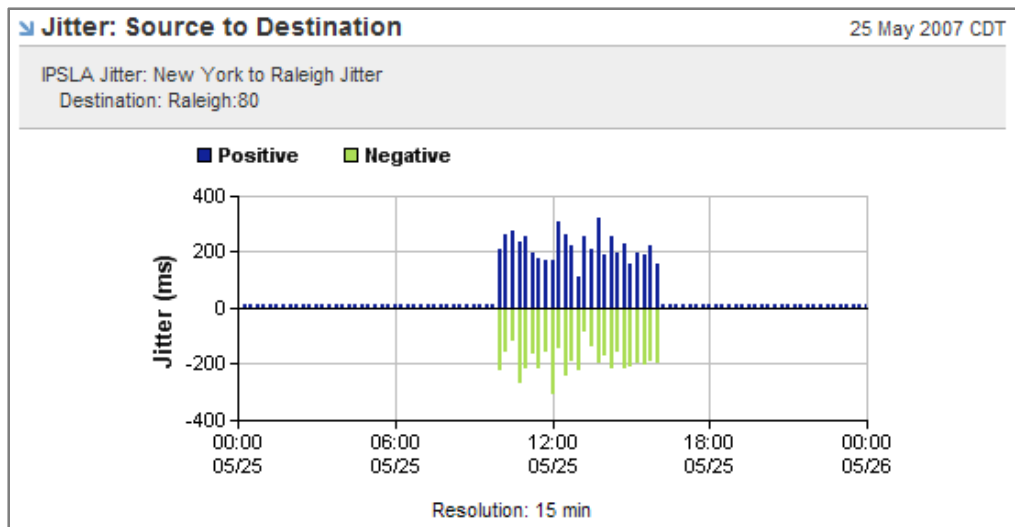 Jitter: Source to Destination 25 May 2007 CDT
IPSLA Jitter: New York to Raleigh Jitter
Destination: Raleigh:80
Positive Negative
Jitter (ms)
400
200
0
-200
-400
00:00 06:00 12:00 18:00 00:00
05/25 05/25 05/25 05/25 05/26
Resolution: 15 min